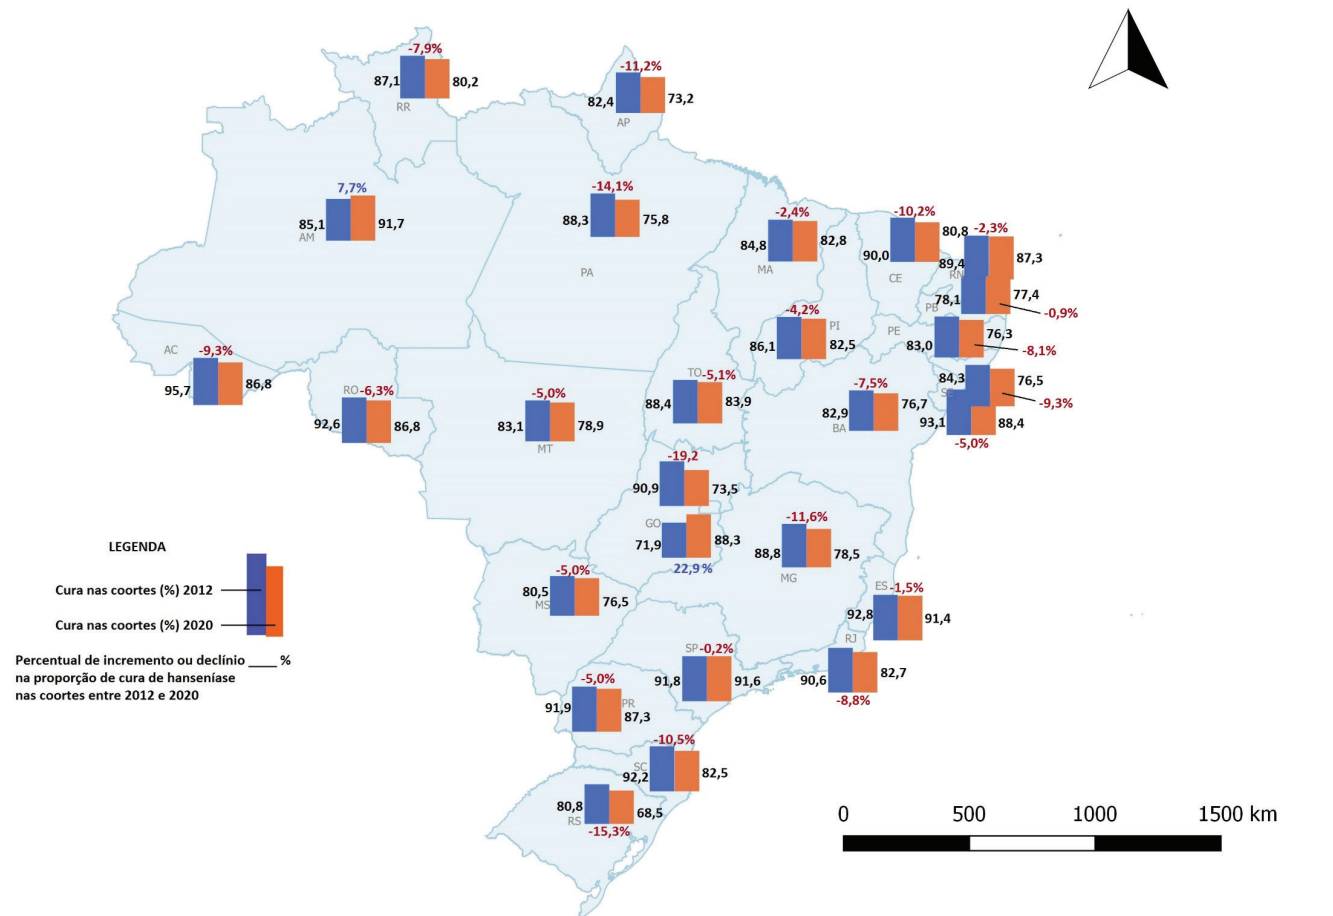 -7,9%
87,1
80,2
RR
-11,2%
82,4
73,2
AP
7,7%
85,1
91,7
AM
-14,1%
88,3
75,8
PA
-2,4%
84,8
82,8
MA
-10,2%
90,0
80,8
CE
-2,3%
89,4
87,3
RN
78,1
77,4
PB
-0,9%
-4,2%
86,1
82,5
PI
PE
83,0
76,3
-8,1%
AC
-9,3%
95,7
86,8
RO
-6,3%
92,6
86,8
-5,0%
83,1
78,9
MT
TO
-5,1%
88,4
83,9
-7,5%
82,9
76,7
BA
84,3
76,5
-9,3%
93,1
88,4
-5,0%
-19,2
90,9
73,5
GO
71,9
88,3
22,9 %
-11,6%
88,8
78,5
MG
-5,0%
80,5
76,5
MS
ES
-1,5%
92,8
91,4
RJ
90,6
82,7
-8,8%
SP
-0,2%
91,8
91,6
-5,0%
91,9
87,3
PR
-10,5%
SC
92,2
82,5
80,8
68,5
RS
-15,3%
LEGENDA
Cura nas coortes (%) 2012
Cura nas coortes (%) 2020
Percentual de incremento ou declínio ____ %
na proporção de cura de hanseníase
nas coortes entre 2012 e 2020
0 500 1000 1500 km